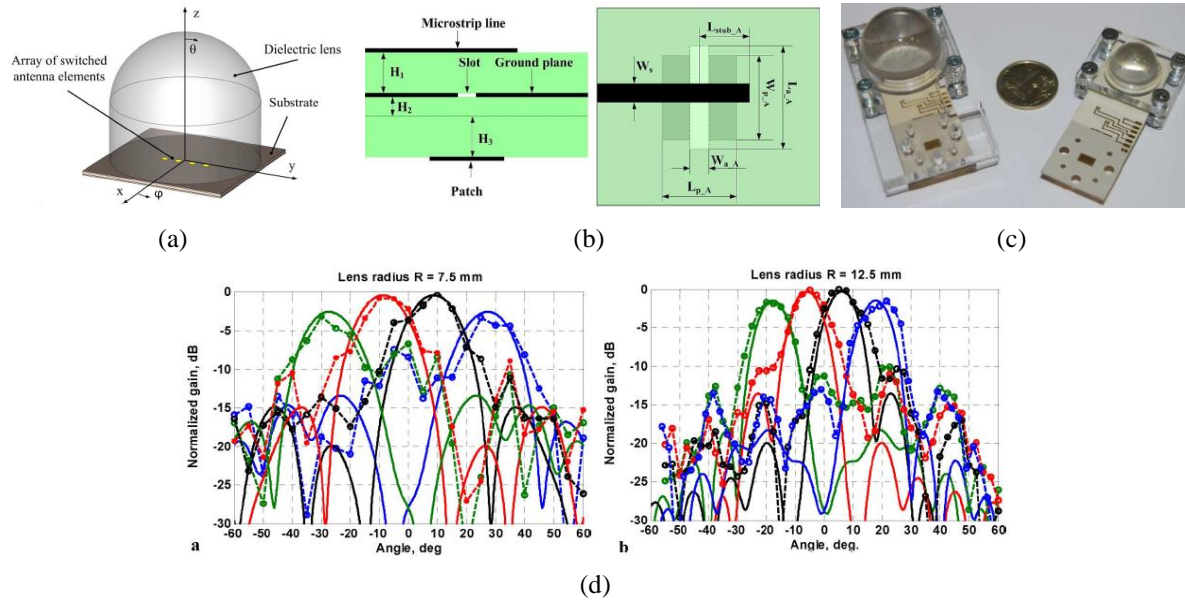 z
θ
Array of switched
antenna elements
Dielectric lens
Substrate
y
x
φ
(a)
Microstrip line
Slot
Ground plane
H1
H2
H3
Patch
Lstub_A
Ws
Wp_A
La_A
Wa_A
Lp_A
(b)
(c)
Lens radius R = 7.5 mm
Normalized gain, dB
0
-5
-10
-15
-20
-25
-30
-60 -50 -40 -30 -20 -10 0 10 20 30 40 50 60
Angle, deg
a
Lens radius R = 12.5 mm
Normalized gain, dB
0
-5
-10
-15
-20
-25
-30
-60 -50 -40 -30 -20 -10 0 10 20 30 40 50 60
Angle, deg.
b
(d)